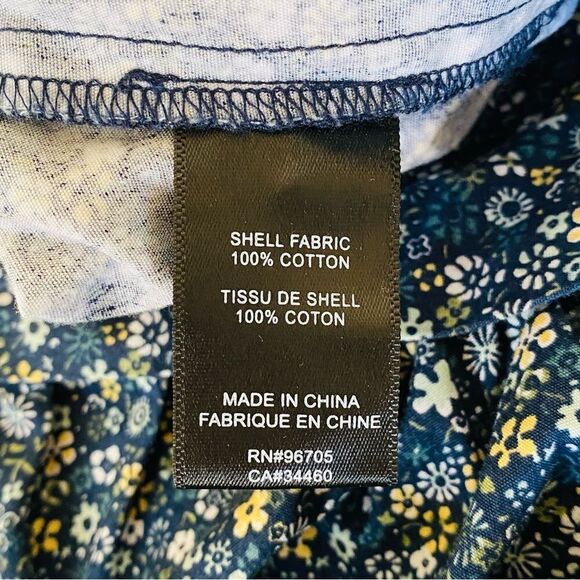 SHELL FABRIC
100% COTTON
TISSU DE SHELL
100% COTON
MADE IN CHINA
FABRIQUE EN CHINE
RN#96705
CA#34460